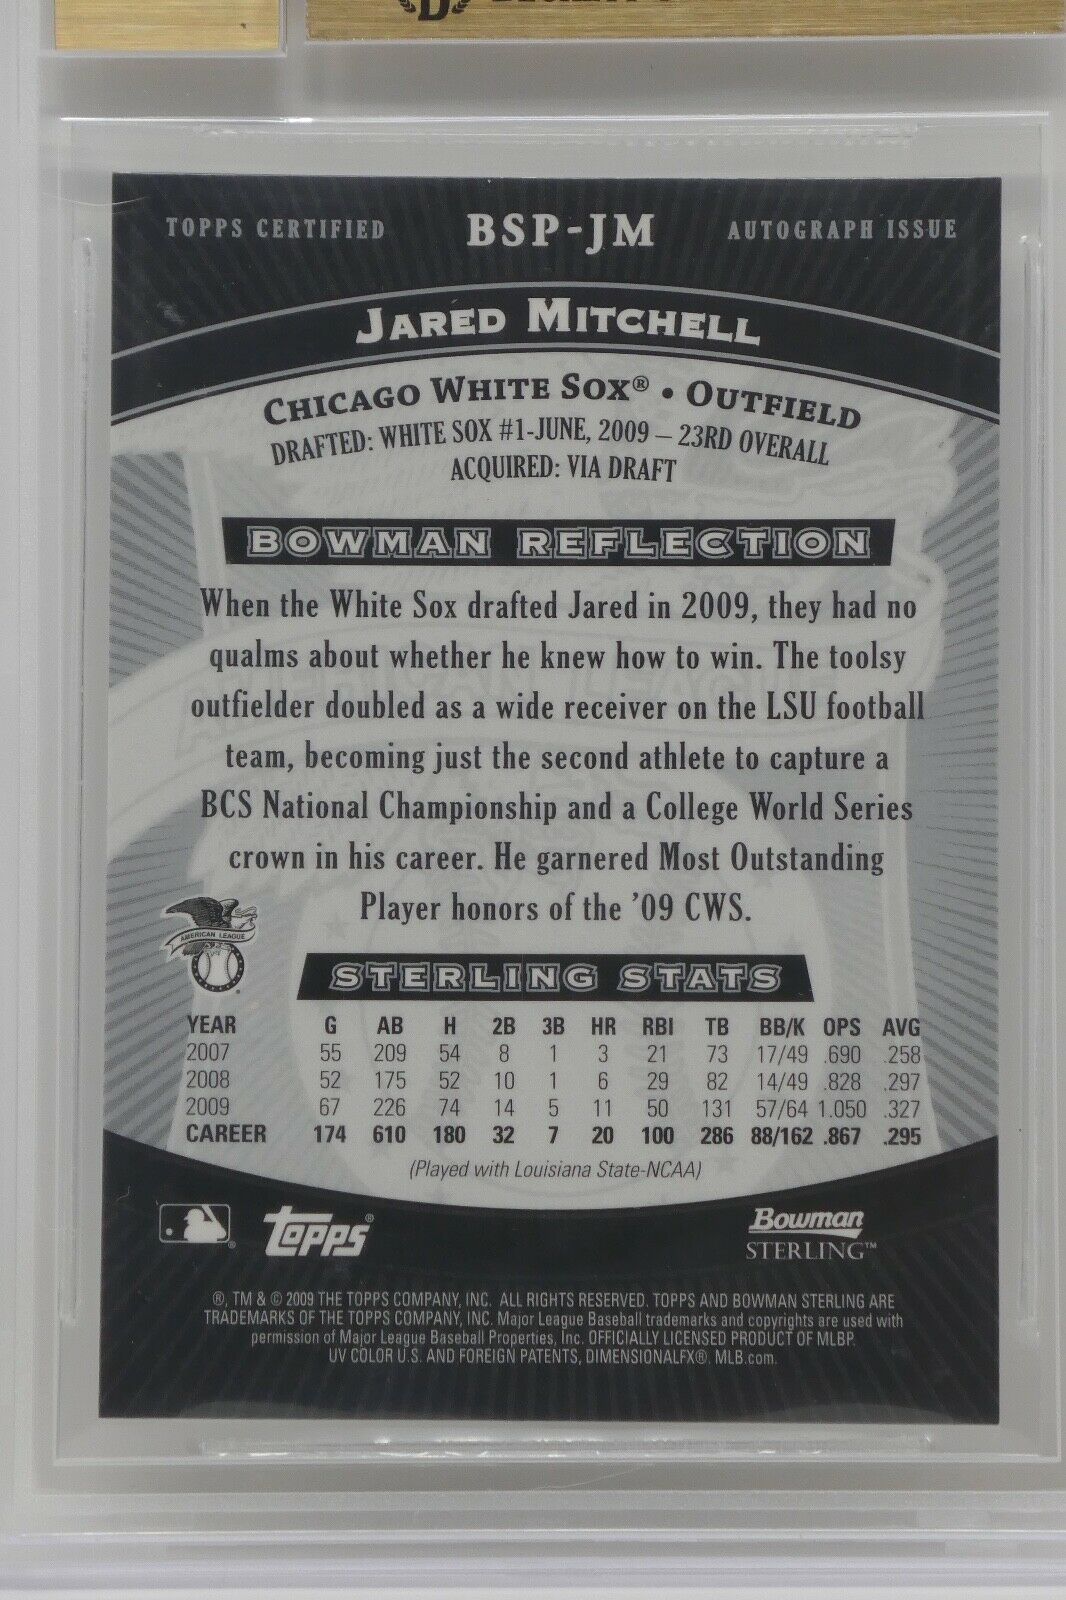 TOPPS CERTIFIED BSP-JM AUTOGRAPH ISSUE
JARED MITCHELL
CHICAGO WHITE SOX® • OUTFIELD
DRAFTED: WHITE SOX #1-JUNE, 2009 – 23RD OVERALL
ACQUIRED: VIA DRAFT
BOWMAN REFLECTION
When the White Sox drafted Jared in 2009, they had no
qualms about whether he knew how to win. The toolsy
outfielder doubled as a wide receiver on the LSU football
team, becoming just the second athlete to capture a
BCS National Championship and a College World Series
crown in his career. He garnered Most Outstanding
Player honors of the '09 CWS.
AMERICAN LEAGUE
STERLING STATS
YEAR G AB H 2B 3B HR RBI TB BB/K OPS AVG
2007 55 209 54 8 1 3 21 73 17/49 .690 .258
2008 52 175 52 10 1 6 29 82 14/49 .828 .297
2009 67 226 74 14 5 11 50 131 57/64 1.050 .327
CAREER 174 610 180 32 7 20 100 286 88/162 .867 .295
(Played with Louisiana State-NCAA)
Topps® Bowman
STERLING™
®, TM & © 2009 THE TOPPS COMPANY, INC. ALL RIGHTS RESERVED. TOPPS AND BOWMAN STERLING ARE
TRADEMARKS OF THE TOPPS COMPANY, INC. Major League Baseball trademarks and copyrights are used with
permission of Major League Baseball Properties, Inc. OFFICIALLY LICENSED PRODUCT OF MLBP.
UV COLOR U.S. AND FOREIGN PATENTS, DIMENSIONALFX®. MLB.com.